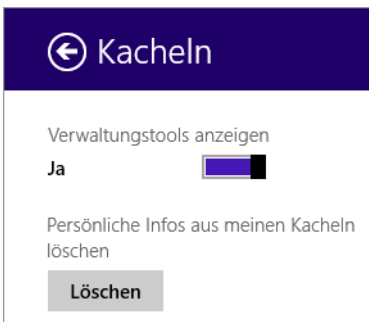 Kacheln
Verwaltungstools anzeigen
Ja
Persönliche Infos aus meinen Kacheln
löschen
Löschen